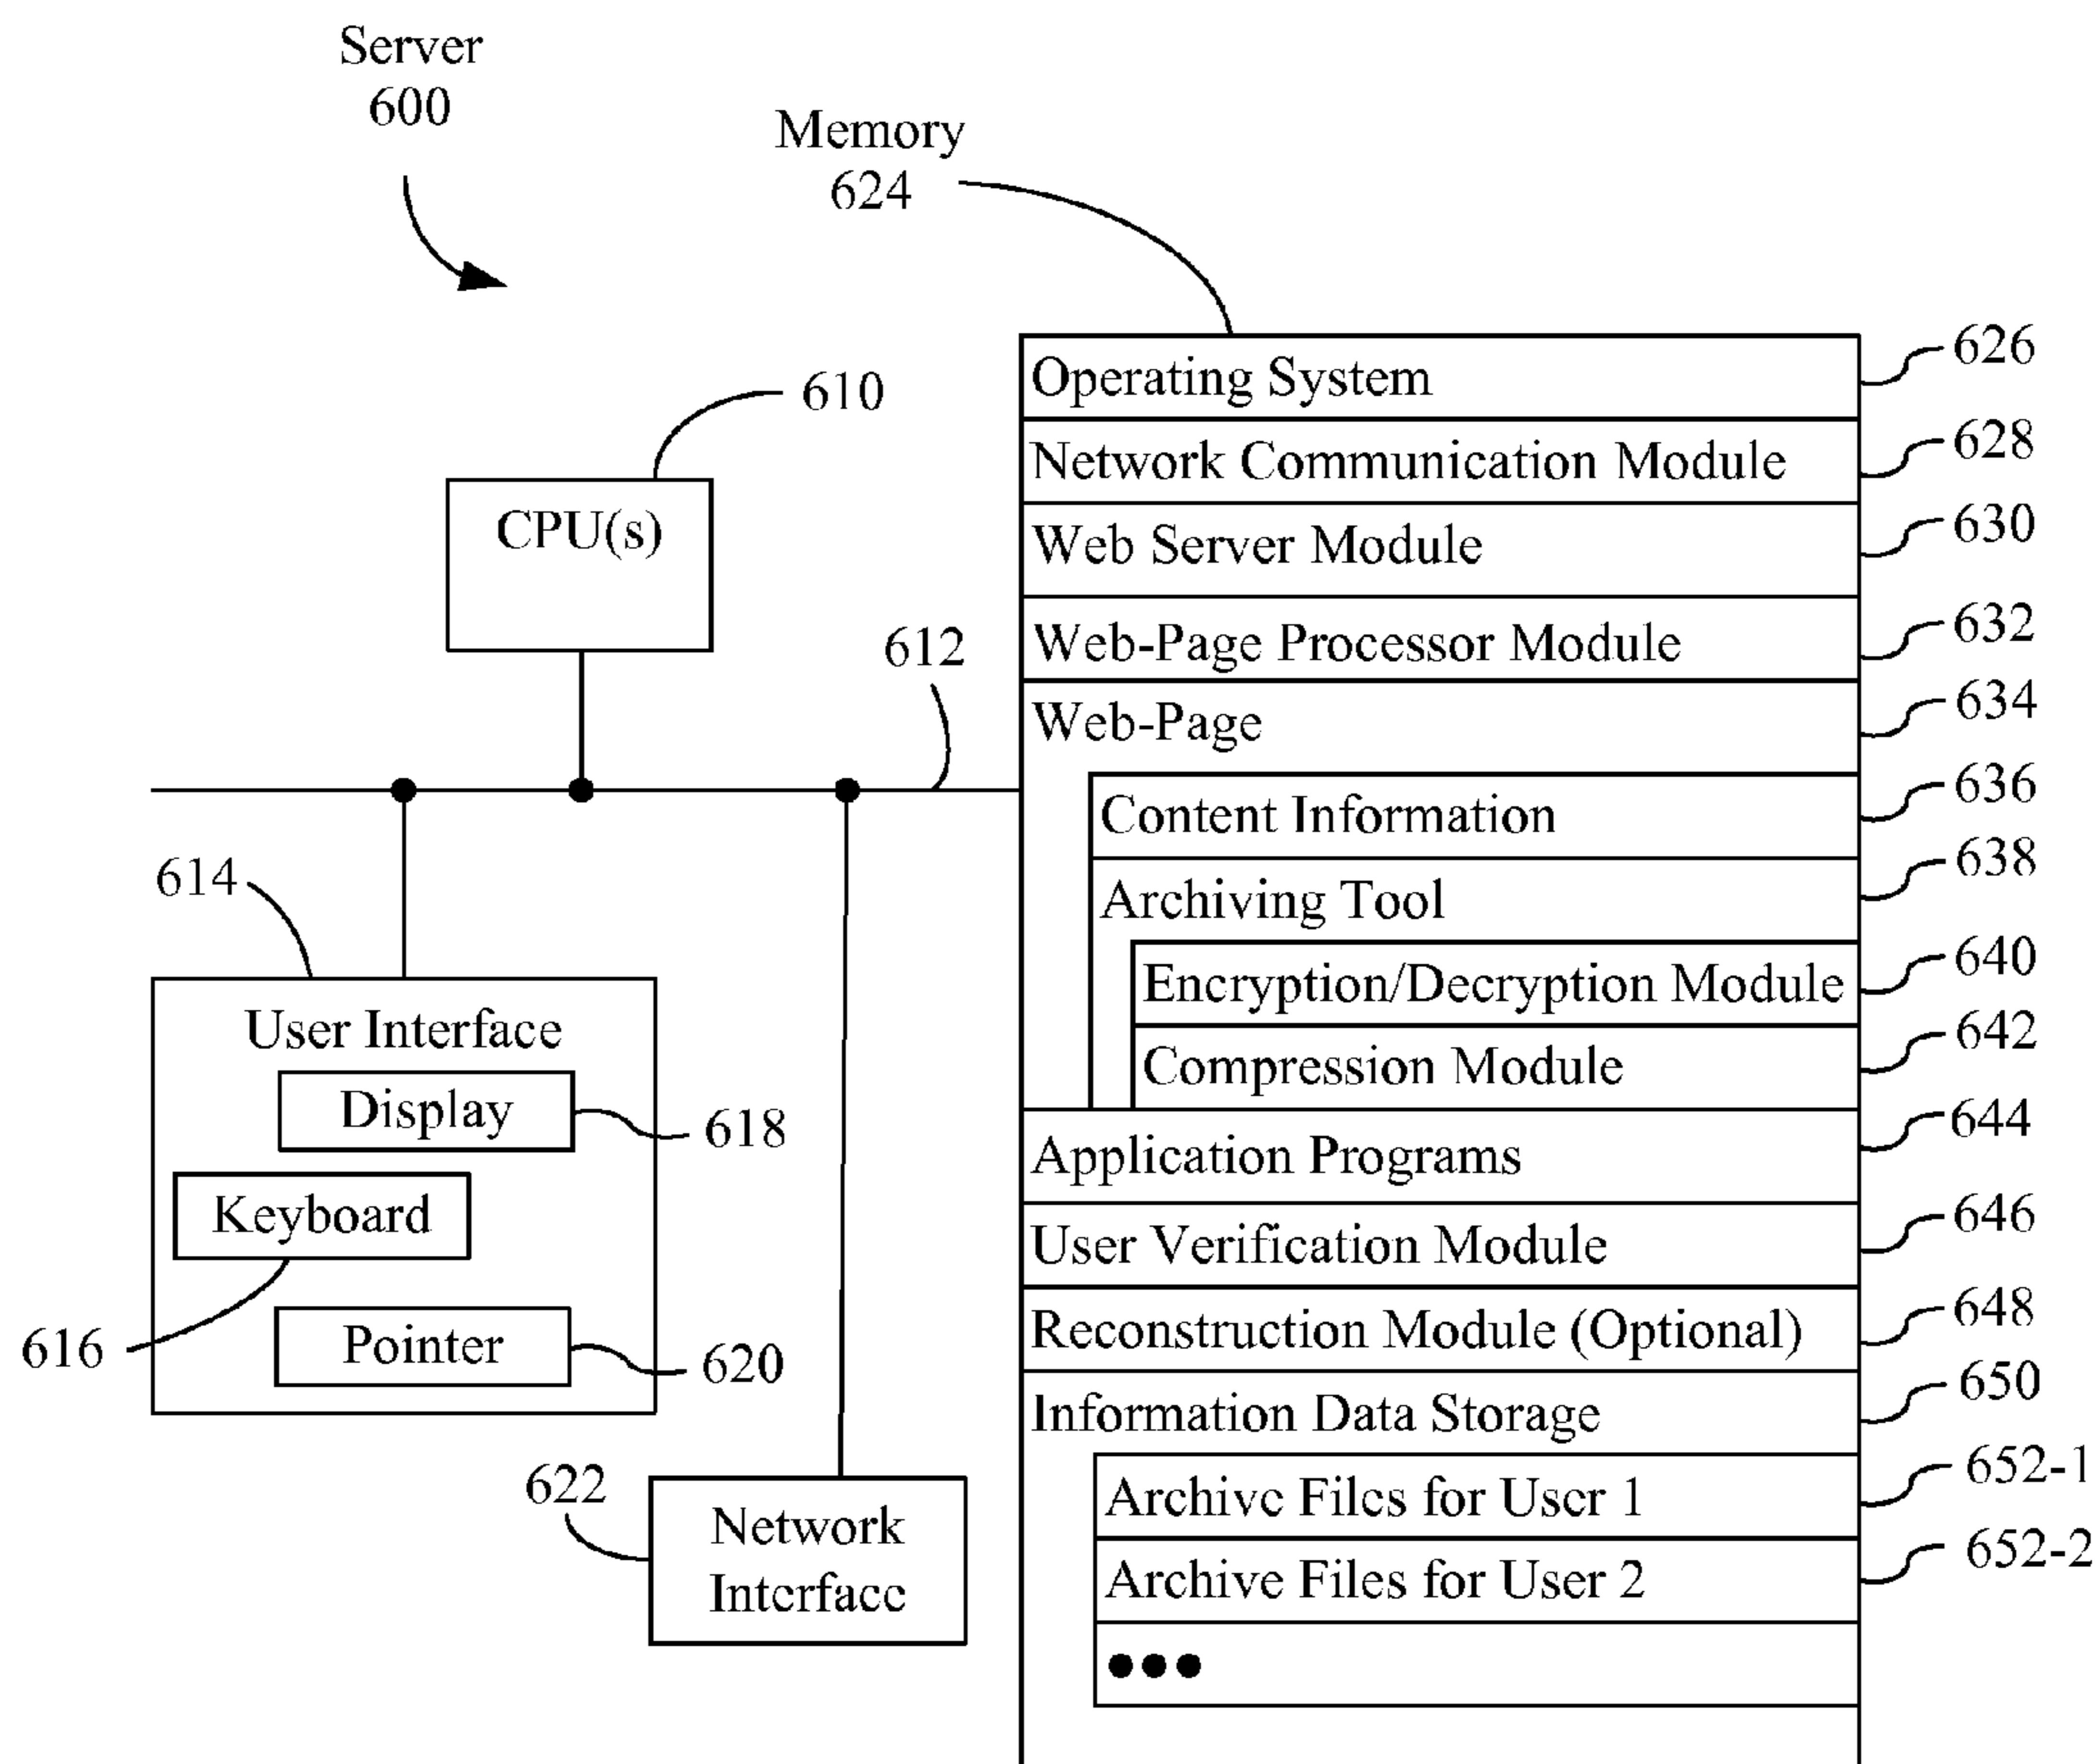 Server
600
Memory
624
610
CPU(s)
612
614
User Interface
Display
618
Keyboard
616
Pointer
620
622
Network
Interface
Operating System
626
Network Communication Module
628
Web Server Module
630
Web-Page Processor Module
632
Web-Page
634
Content Information
636
Archiving Tool
638
Encryption/Decryption Module
640
Compression Module
642
Application Programs
644
User Verification Module
646
Reconstruction Module (Optional)
648
Information Data Storage
650
Archive Files for User 1
652-1
Archive Files for User 2
652-2
●●●